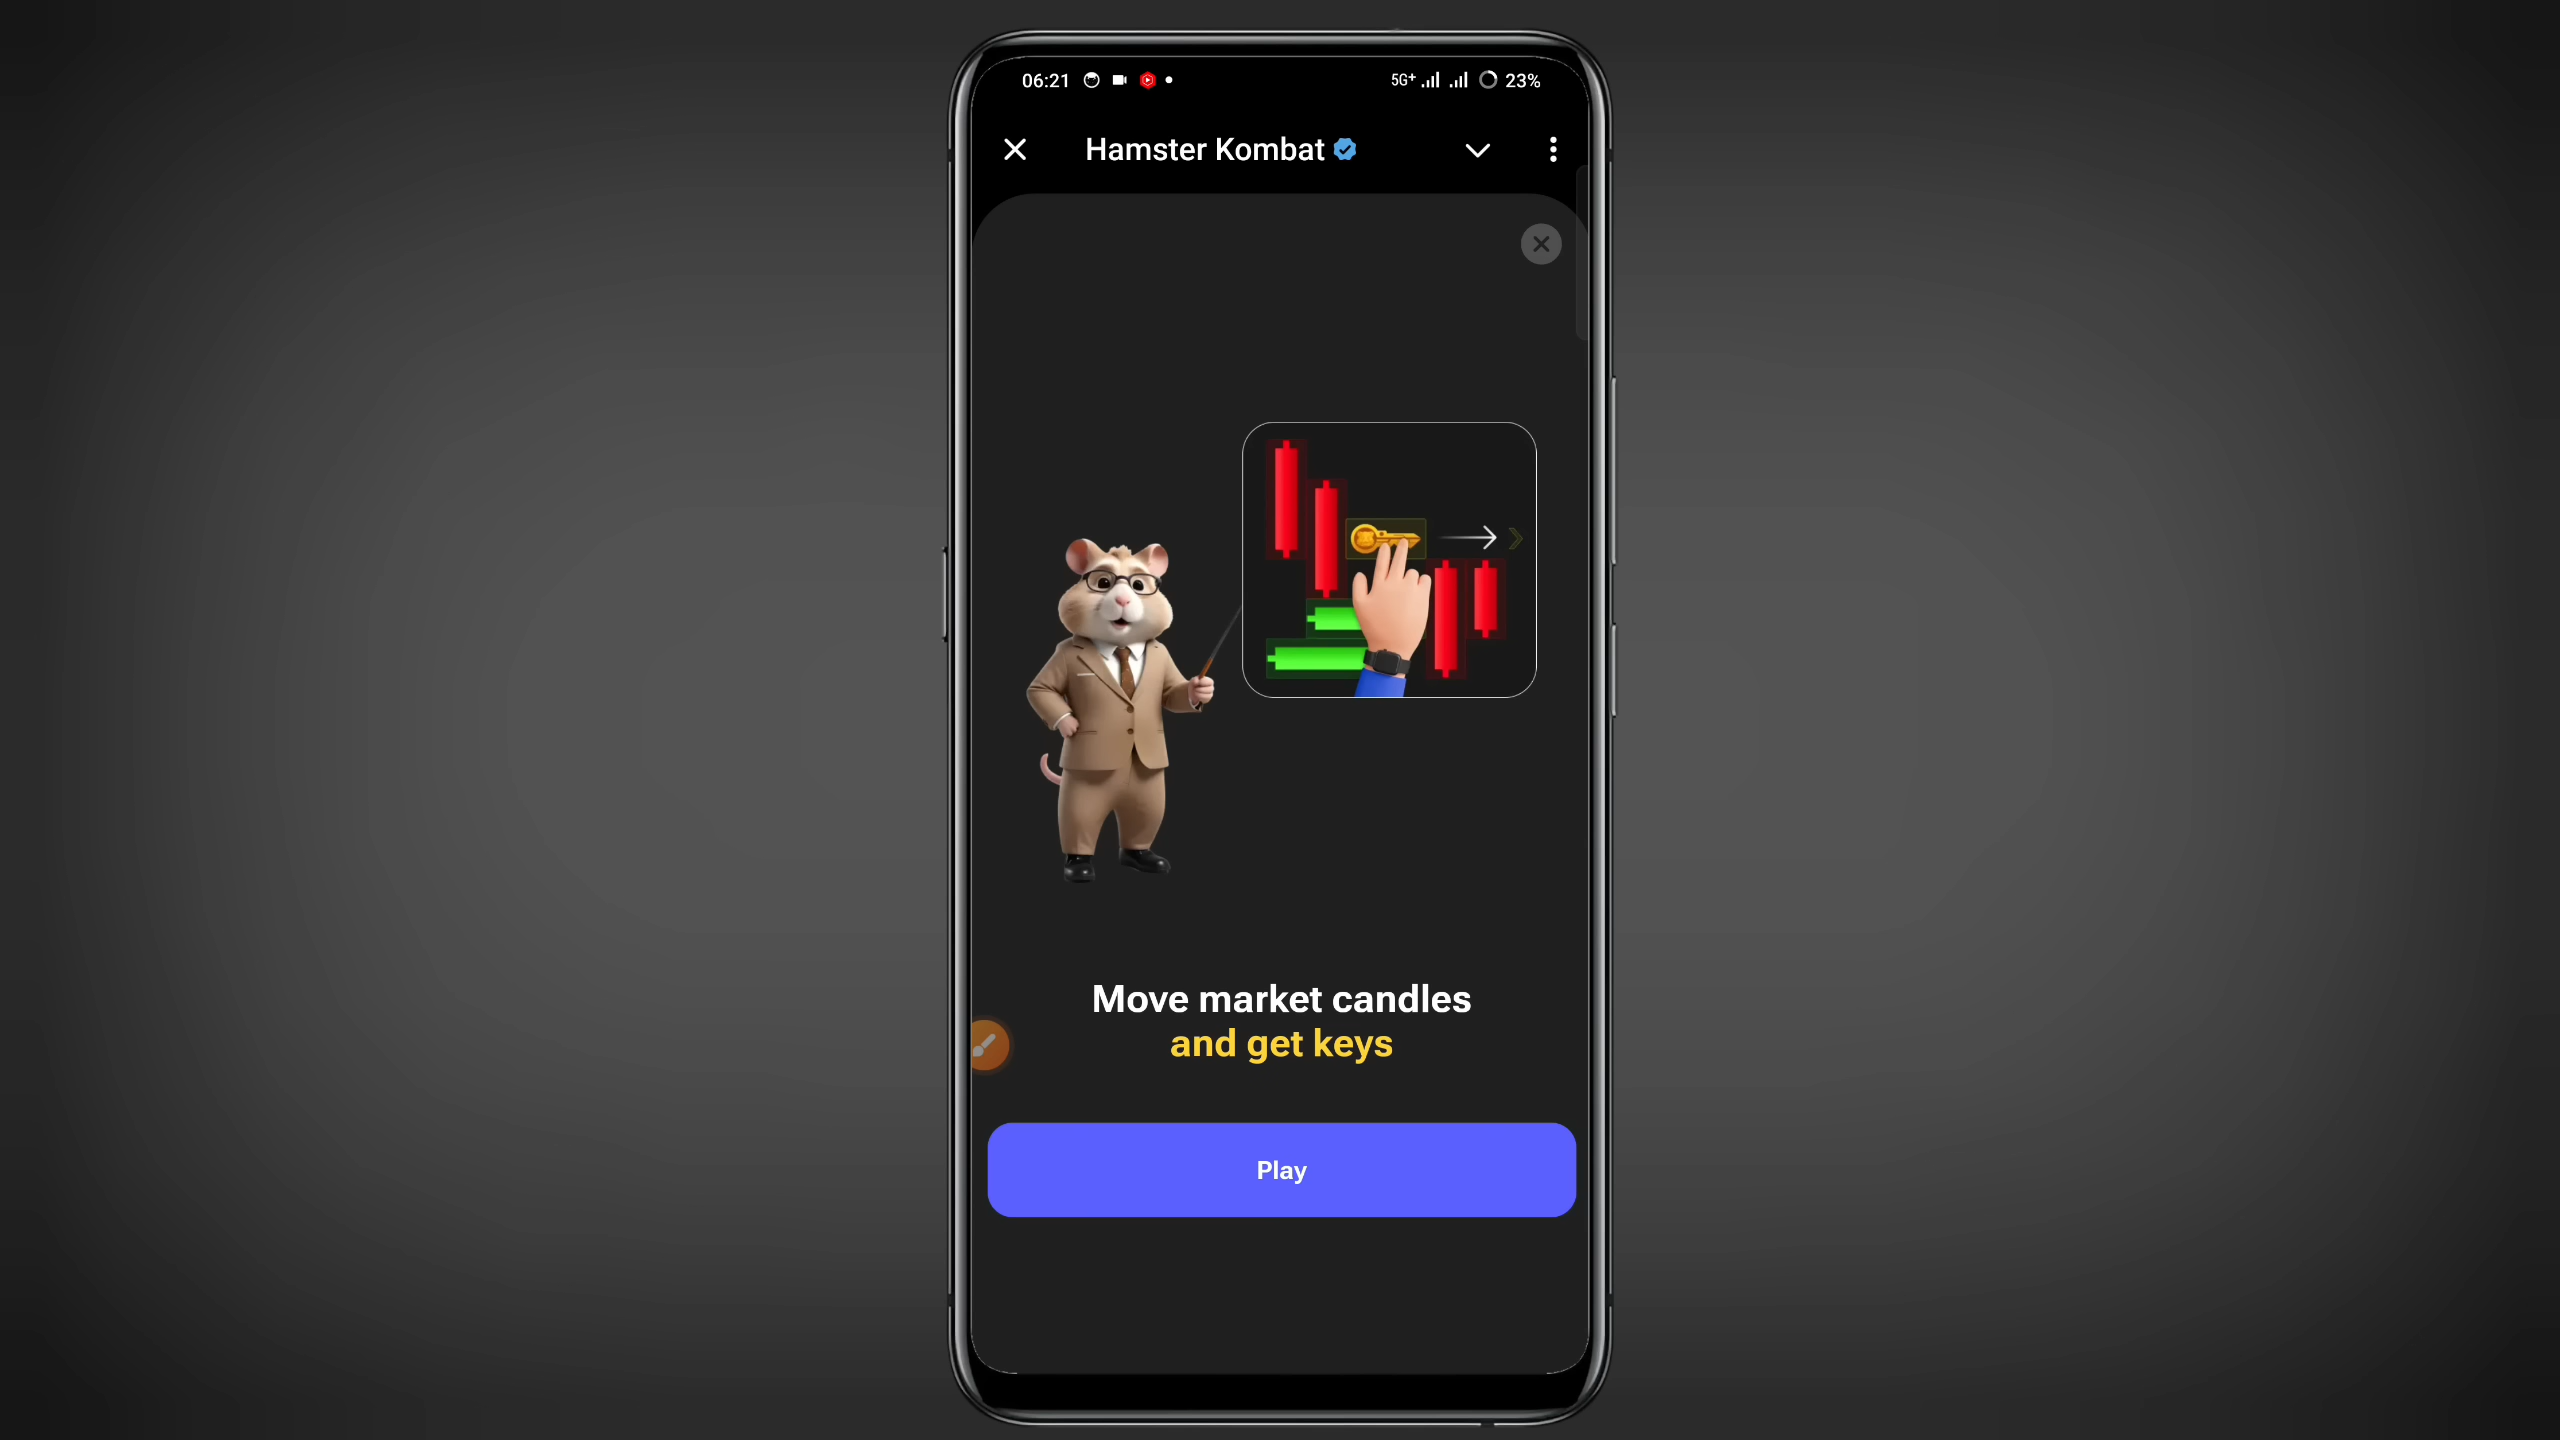 06:21 5G+ 23%
Hamster Kombat
Move market candles
and get keys
Play